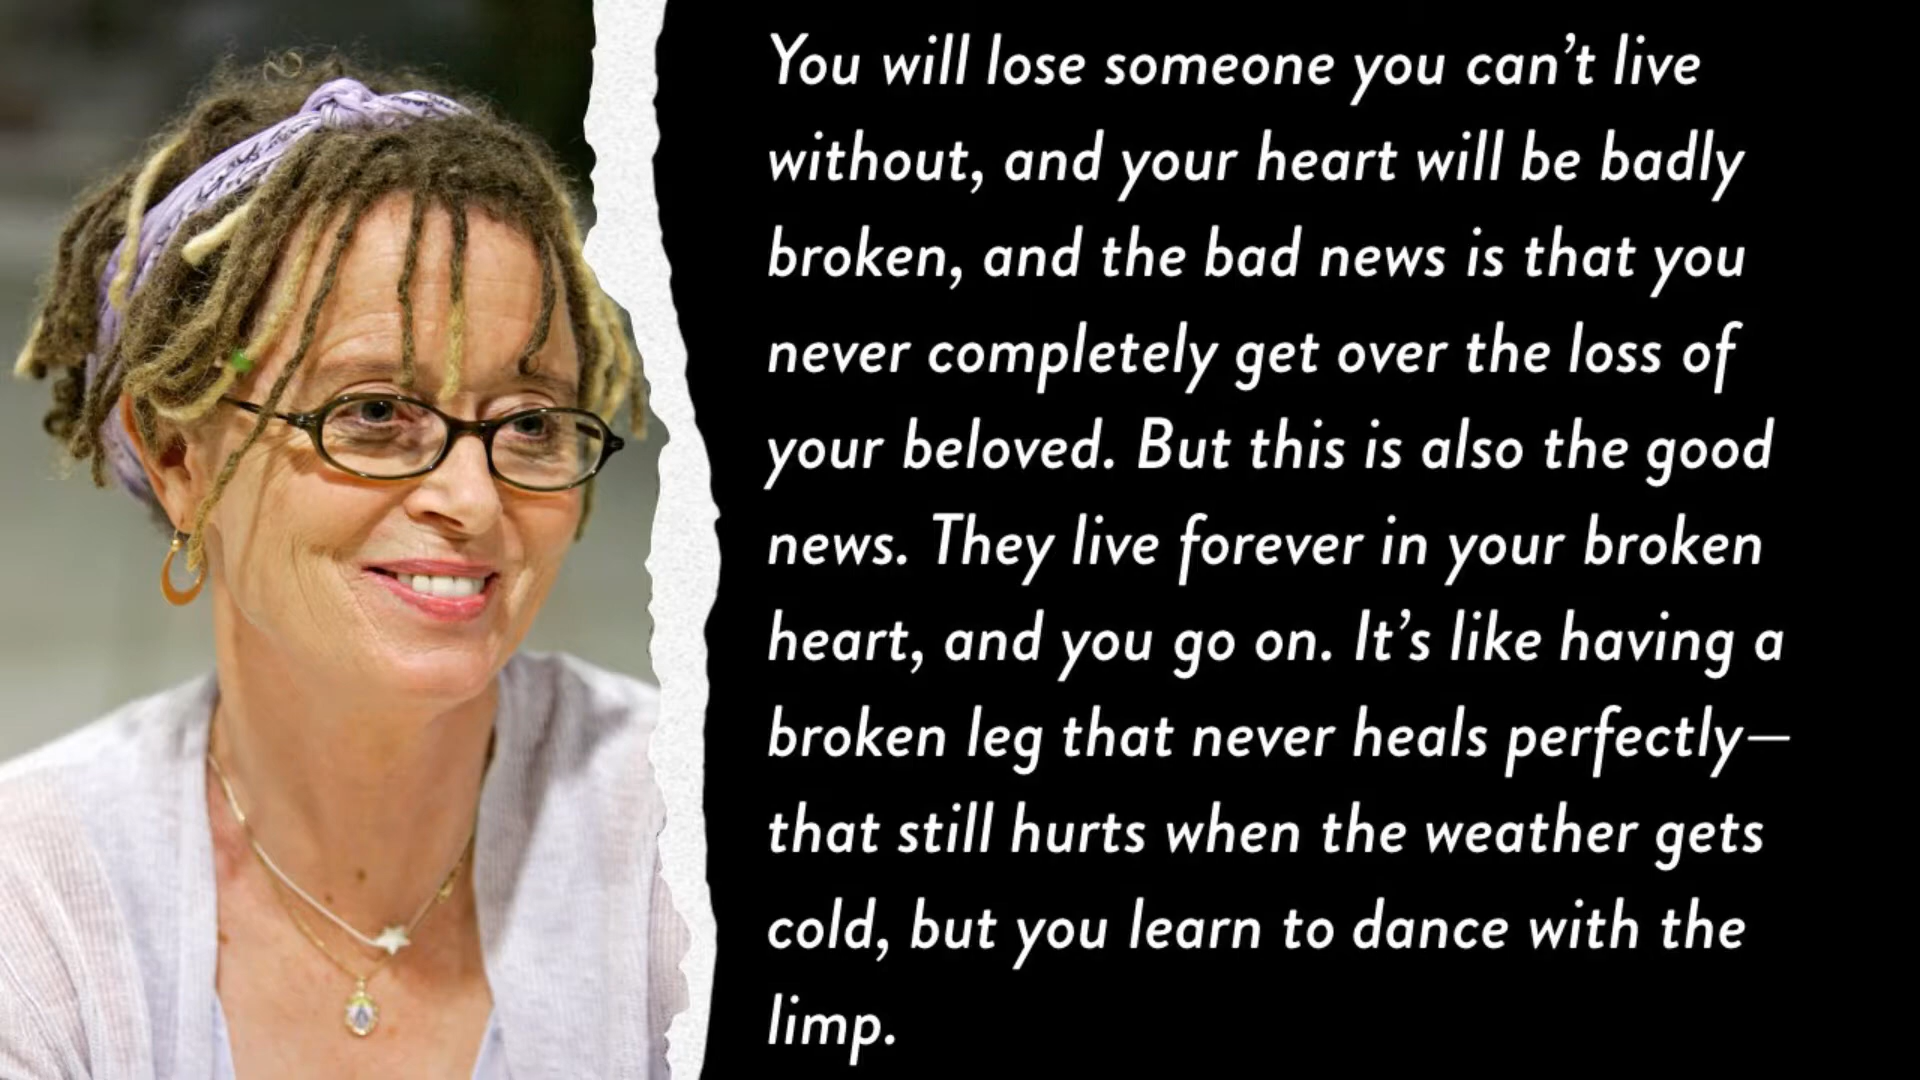 You will lose someone you can’t live
without, and your heart will be badly
broken, and the bad news is that you
never completely get over the loss of
your beloved. But this is also the good
news. They live forever in your broken
heart, and you go on. It’s like having a
broken leg that never heals perfectly—
that still hurts when the weather gets
cold, but you learn to dance with the
limp.